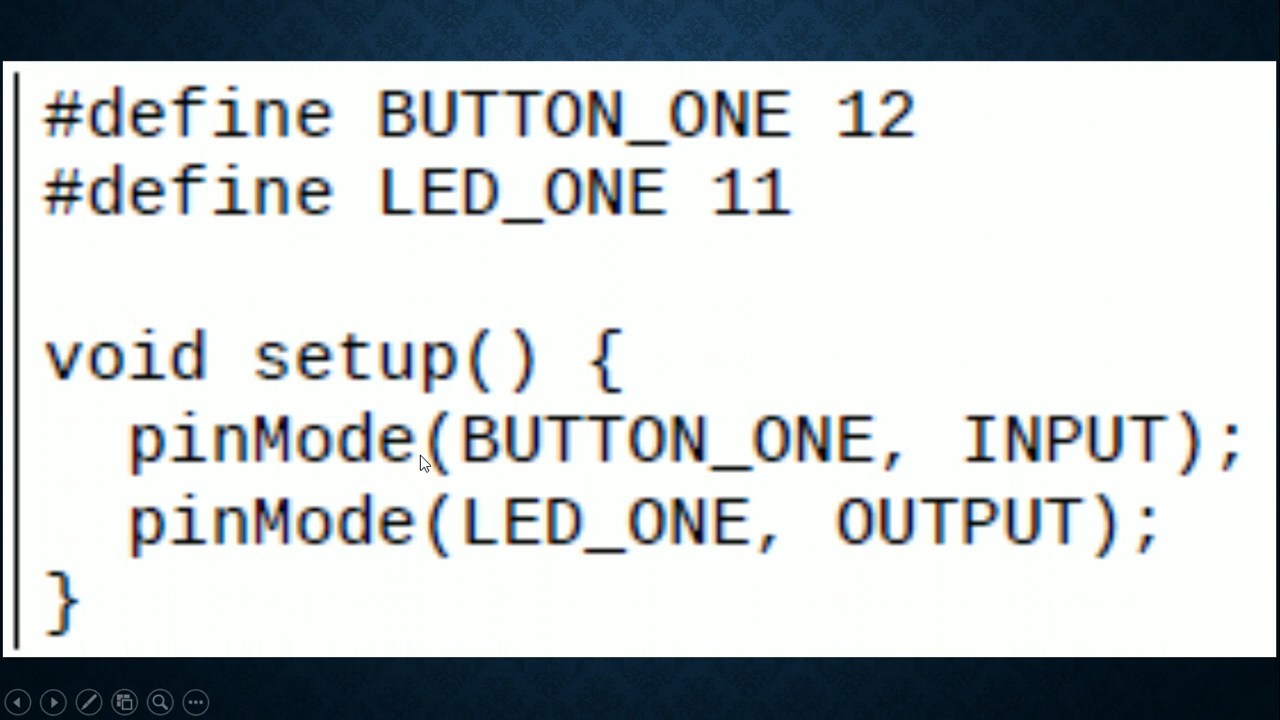 #define BUTTON_ONE 12
#define LED_ONE 11
void setup() {
  pinMode(BUTTON_ONE, INPUT);
  pinMode(LED_ONE, OUTPUT);
}